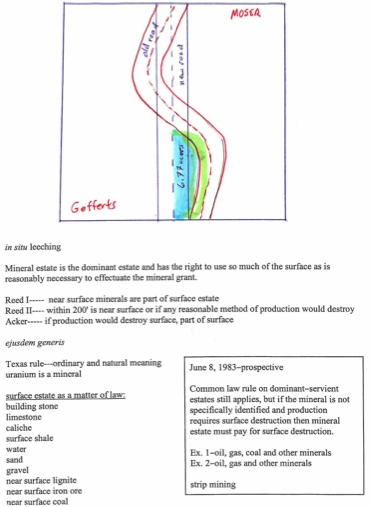 MOSER
old road
new road
6.77 acres
Gefferts
in situ leeching
Mineral estate is the dominant estate and has the right to use so much of the surface as is
reasonably necessary to effectuate the mineral grant.
Reed I----- near surface minerals are part of surface estate
Reed II---- within 200' is near surface or if any reasonable method of production would destroy
Acker----- if production would destroy surface, part of surface
ejusdem generis
Texas rule---ordinary and natural meaning
uranium is a mineral
surface estate as a matter of law:
building stone
limestone
caliche
surface shale
water
sand
gravel
near surface lignite
near surface iron ore
near surface coal
June 8, 1983–prospective
Common law rule on dominant–servient
estates still applies, but if the mineral is not
specifically identified and production
requires surface destruction then mineral
estate must pay for surface destruction.
Ex. 1–oil, gas, coal and other minerals
Ex. 2–oil, gas and other minerals
strip mining